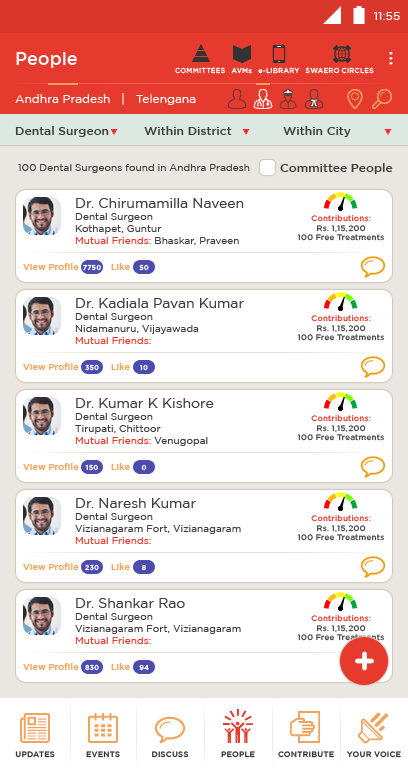 11:55
People
COMMITTEES AVMs e-LIBRARY SWAERO CIRCLES
Andhra Pradesh | Telengana
Dental Surgeon Within District Within City
100 Dental Surgeons found in Andhra Pradesh Committee People
Dr. Chirumamilla Naveen
Dental Surgeon
Kothapet, Guntur
Mutual Friends: Bhaskar, Praveen
Contributions:
Rs. 1,15,200
100 Free Treatments
View Profile 7750 Like 50
Dr. Kadiala Pavan Kumar
Dental Surgeon
Nidamanuru, Vijayawada
Mutual Friends:
Contributions:
Rs. 1,15,200
100 Free Treatments
View Profile 350 Like 10
Dr. Kumar K Kishore
Dental Surgeon
Tirupati, Chittoor
Mutual Friends: Venugopal
Contributions:
Rs. 1,15,200
100 Free Treatments
View Profile 150 Like 0
Dr. Naresh Kumar
Dental Surgeon
Vizianagaram Fort, Vizianagaram
Mutual Friends:
Contributions:
Rs. 1,15,200
100 Free Treatments
View Profile 230 Like 8
Dr. Shankar Rao
Dental Surgeon
Vizianagaram Fort, Vizianagaram
Mutual Friends:
Contributions:
Rs. 1,15,200
100 Free Treatments
View Profile 830 Like 94
UPDATES EVENTS DISCUSS PEOPLE CONTRIBUTE YOUR VOICE